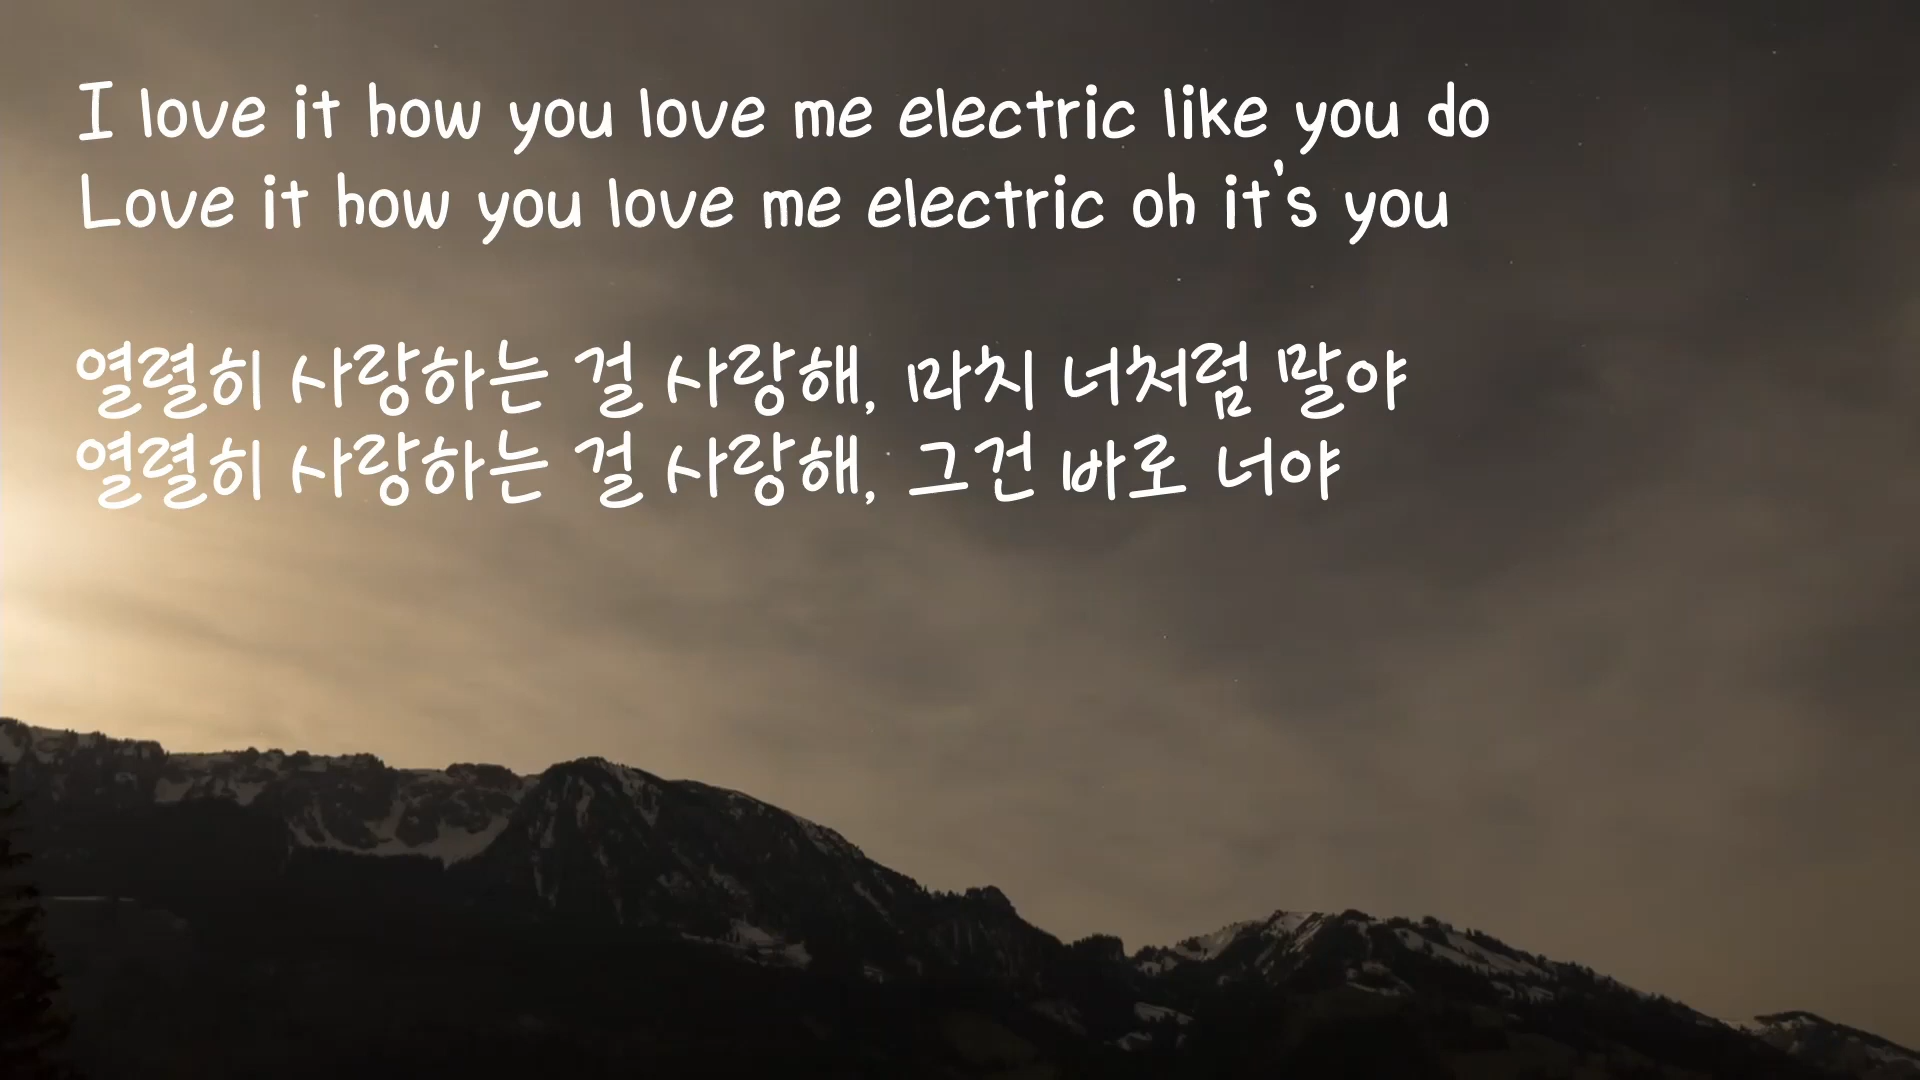 I love it how you love me electric like you do
Love it how you love me electric oh it's you
열렬히 사랑하는 걸 사랑해, 마치 너처럼 말야
열렬히 사랑하는 걸 사랑해, 그건 바로 너야